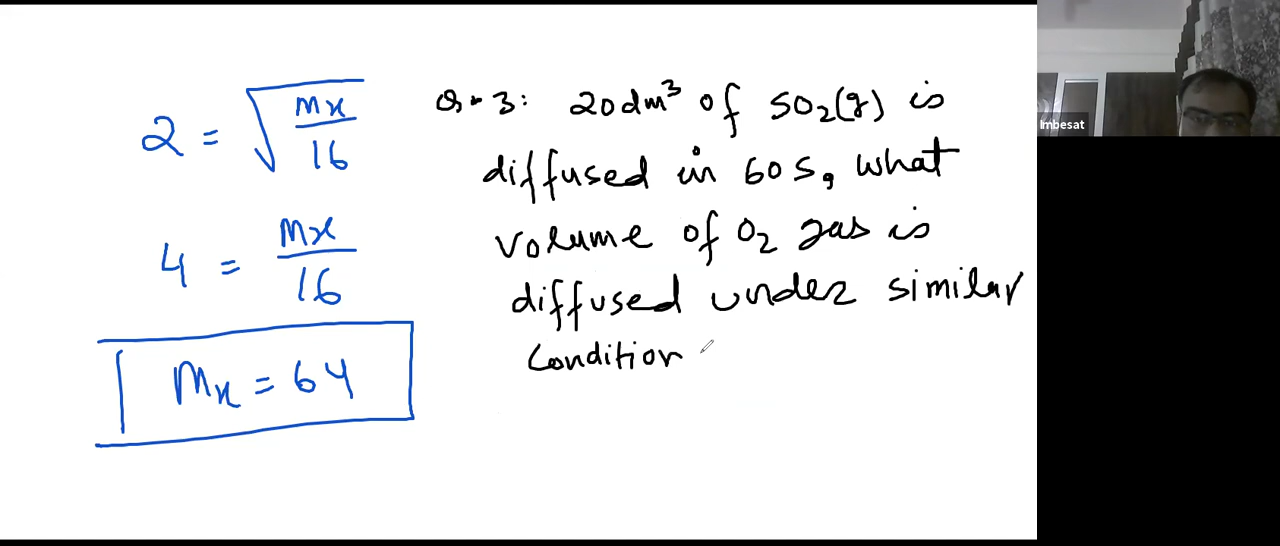 2 = √Mx/16
4 = Mx/16
Mx = 64
Q-3: 20dm³ of SO₂(g) is
diffused in 60s, what
volume of O₂ gas is
diffused under similar
condition
Imbesat